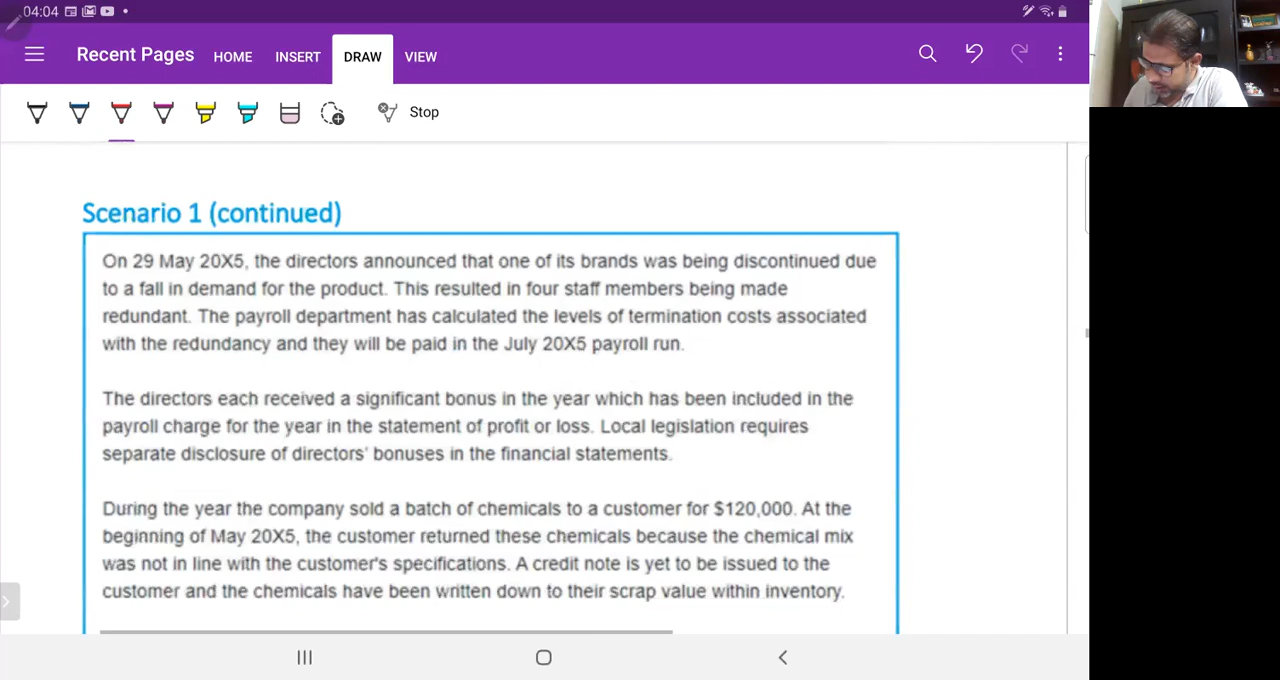 04:04
Recent Pages HOME INSERT DRAW VIEW
Stop
Scenario 1 (continued)
On 29 May 20X5, the directors announced that one of its brands was being discontinued due
to a fall in demand for the product. This resulted in four staff members being made
redundant. The payroll department has calculated the levels of termination costs associated
with the redundancy and they will be paid in the July 20X5 payroll run.
The directors each received a significant bonus in the year which has been included in the
payroll charge for the year in the statement of profit or loss. Local legislation requires
separate disclosure of directors' bonuses in the financial statements.
During the year the company sold a batch of chemicals to a customer for $120,000. At the
beginning of May 20X5, the customer returned these chemicals because the chemical mix
was not in line with the customer's specifications. A credit note is yet to be issued to the
customer and the chemicals have been written down to their scrap value within inventory.